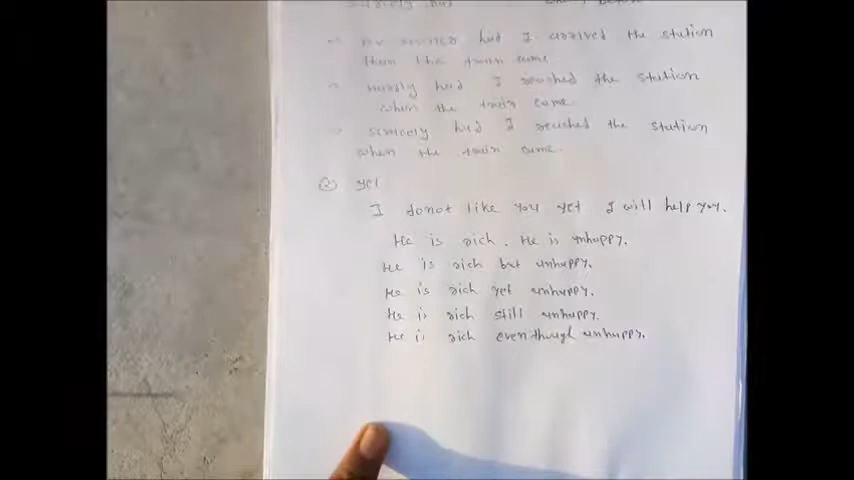 no sooner had I arrived the station
than the train came
hardly had I reached the station
when the train came.
scarcely had I reached the station
when the train came.
② yet
I donot like you yet I will help you.
He is rich. He is unhappy.
He is rich but unhappy.
He is rich yet unhappy.
He is rich still unhappy.
He is rich eventhough unhappy.